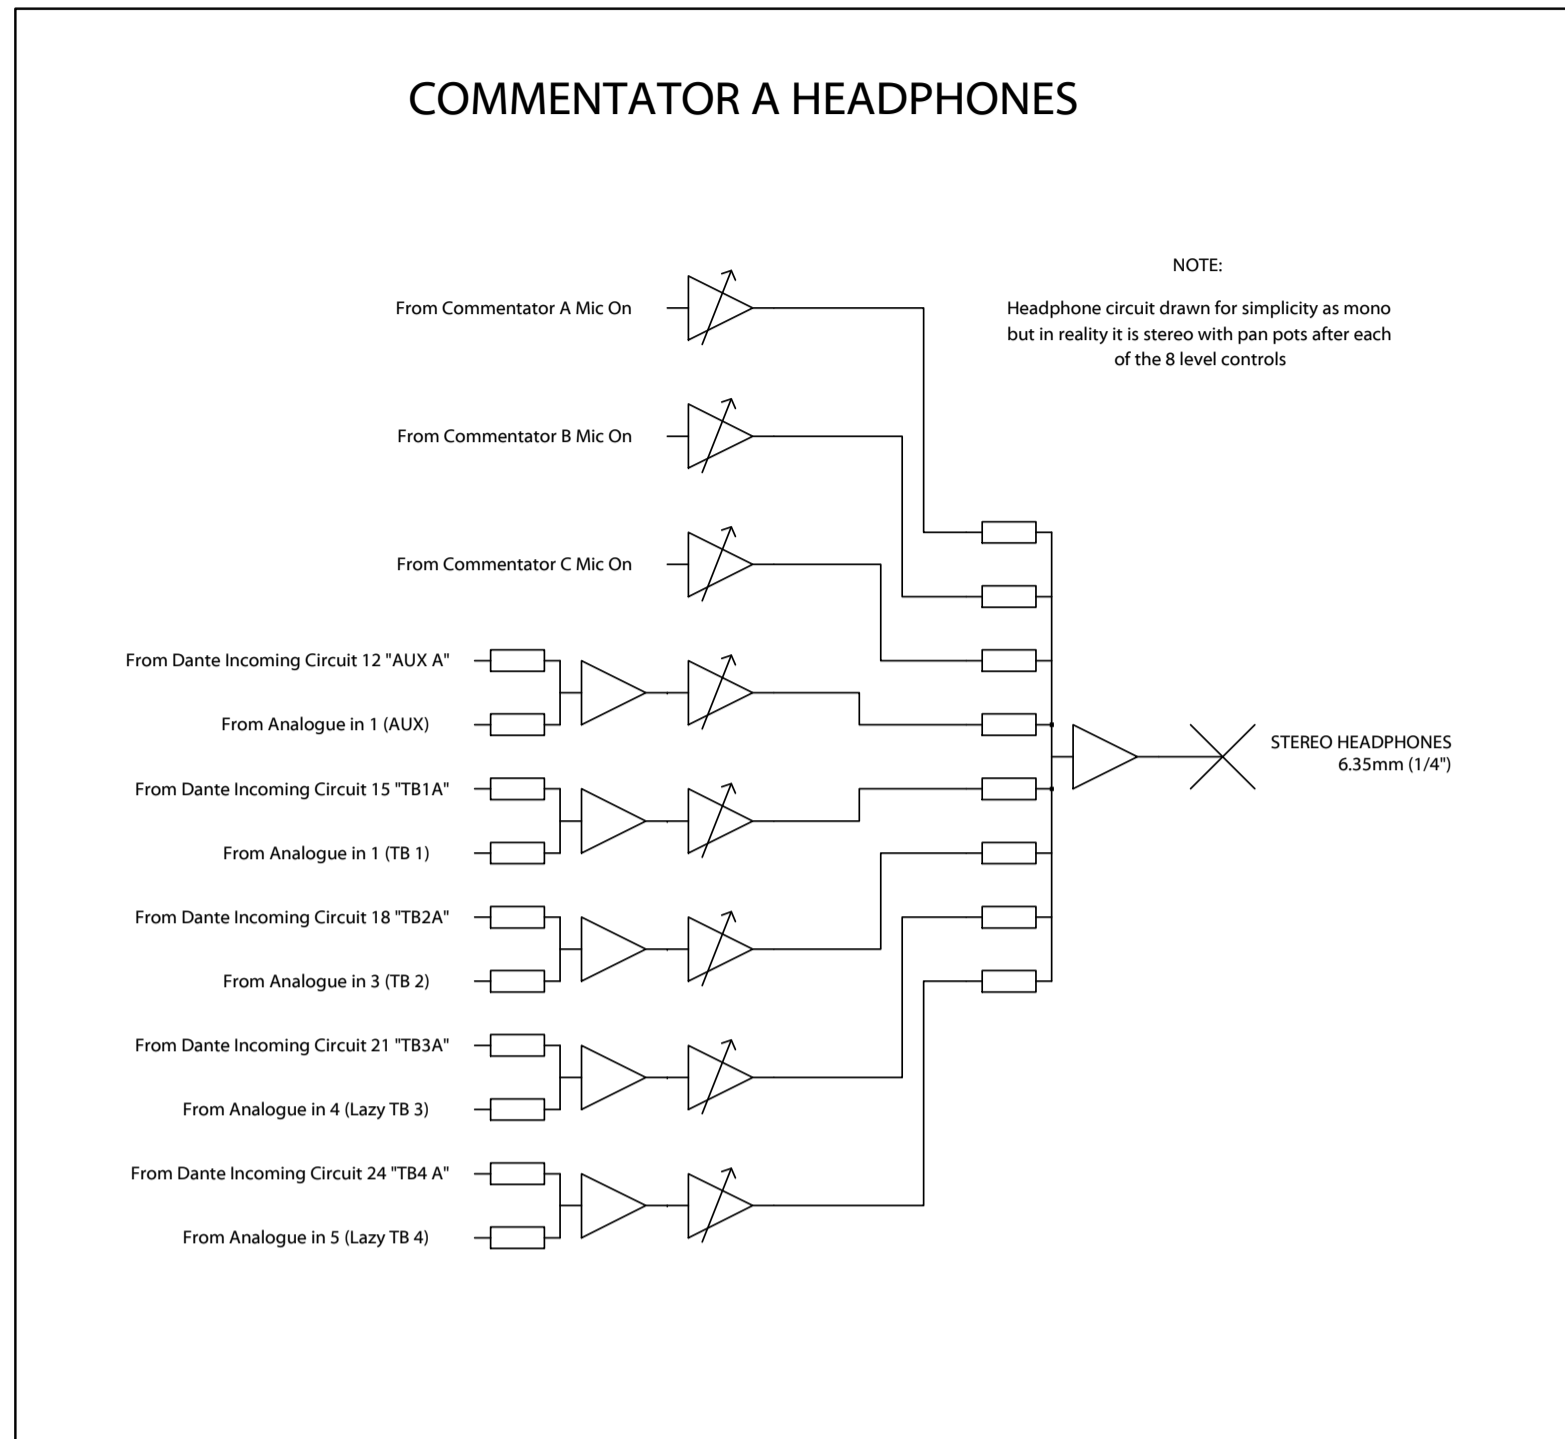 COMMENTATOR A HEADPHONES
NOTE:
Headphone circuit drawn for simplicity as mono
but in reality it is stereo with pan pots after each
of the 8 level controls
From Commentator A Mic On
From Commentator B Mic On
From Commentator C Mic On
From Dante Incoming Circuit 12 "AUX A"
From Analogue in 1 (AUX)
From Dante Incoming Circuit 15 "TB1A"
From Analogue in 1 (TB 1)
From Dante Incoming Circuit 18 "TB2A"
From Analogue in 3 (TB 2)
From Dante Incoming Circuit 21 "TB3A"
From Analogue in 4 (Lazy TB 3)
From Dante Incoming Circuit 24 "TB4 A"
From Analogue in 5 (Lazy TB 4)
STEREO HEADPHONES
6.35mm (1/4")